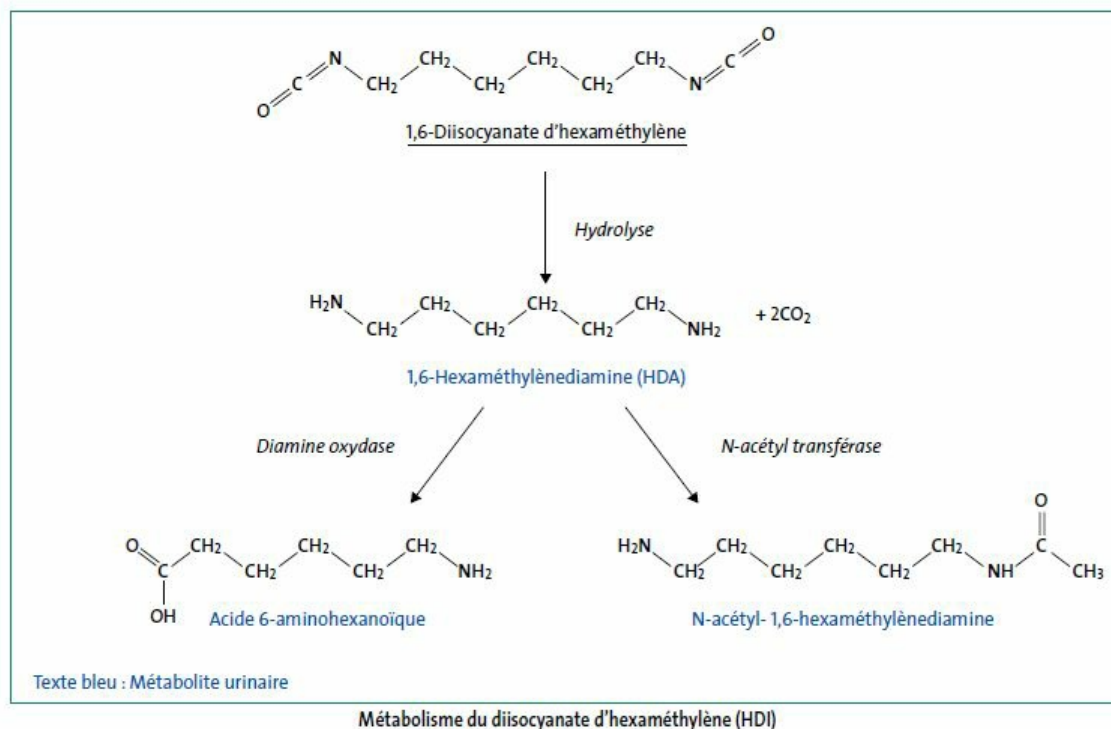 O
C
N
CH₂
CH₂
CH₂
CH₂
CH₂
CH₂
N
C
O
1,6-Diisocyanate d'hexaméthylène
Hydrolyse
H₂N
CH₂
CH₂
CH₂
CH₂
CH₂
CH₂
NH₂
+ 2CO₂
1,6-Hexaméthylènediamine (HDA)
Diamine oxydase
N-acétyl transférase
O
C
OH
CH₂
CH₂
CH₂
CH₂
CH₂
NH₂
Acide 6-aminohexanoïque
H₂N
CH₂
CH₂
CH₂
CH₂
CH₂
CH₂
NH
C
O
CH₃
N-acétyl- 1,6-hexaméthylènediamine
Texte bleu : Métabolite urinaire
Métabolisme du diisocyanate d'hexaméthylène (HDI)